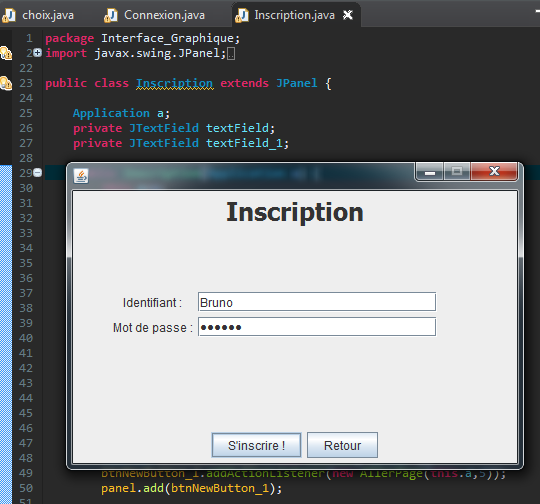 choix.java Connexion.java Inscription.java
1 package Interface_Graphique;
2 import javax.swing.JPanel;
22
23 public class Inscription extends JPanel {
24
25 Application a;
26 private JTextField textField;
27 private JTextField textField_1;
28
29
30
31
32
33
34
35
36
37
38
39
40
41
42
43
44
45
46
47
48
Inscription
Identifiant : Bruno
Mot de passe : ••••••
S'inscrire ! Retour
49 btnNewButton_1.addActionListener(new AllerPage(this.a,5));
50 panel.add(btnNewButton_1);